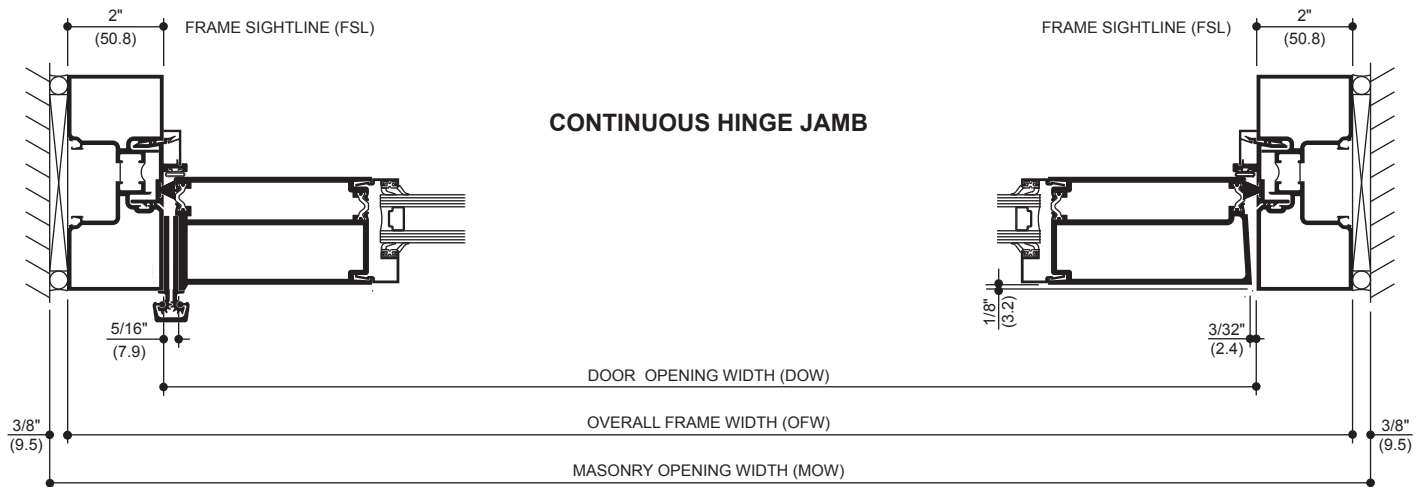 2" FRAME SIGHTLINE (FSL) FRAME SIGHTLINE (FSL) 2"
(50.8) (50.8)
CONTINUOUS HINGE JAMB
1/8"
(3.2)
5/16" 3/32"
(7.9) (2.4)
DOOR OPENING WIDTH (DOW)
3/8" OVERALL FRAME WIDTH (OFW) 3/8"
(9.5) (9.5)
MASONRY OPENING WIDTH (MOW)